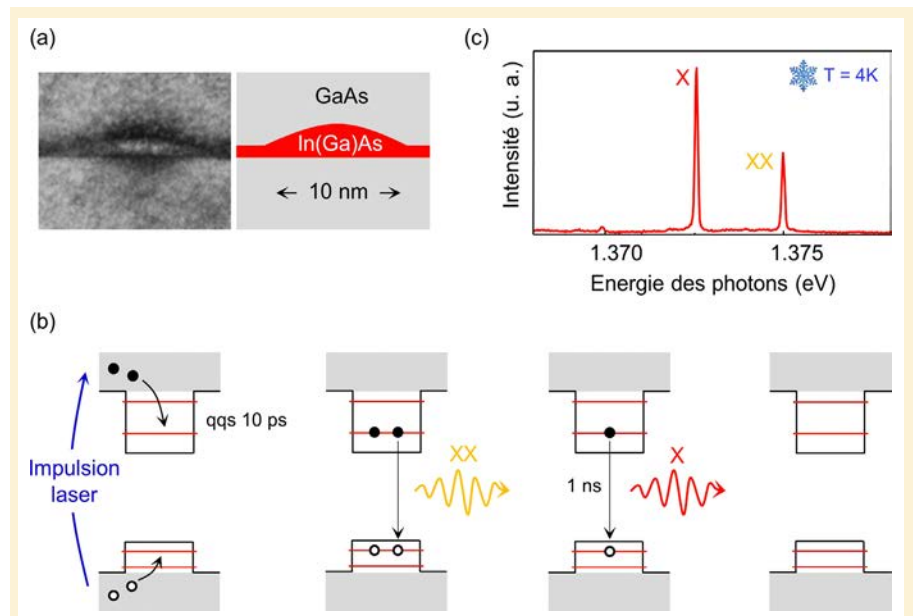 (a)
GaAs
In(Ga)As
← 10 nm →
(c)
Intensité (u. a.)
X
XX
T = 4K
1.370
1.375
Energie des photons (eV)
(b)
qqs 10 ps
Impulsion
laser
XX
1 ns
X